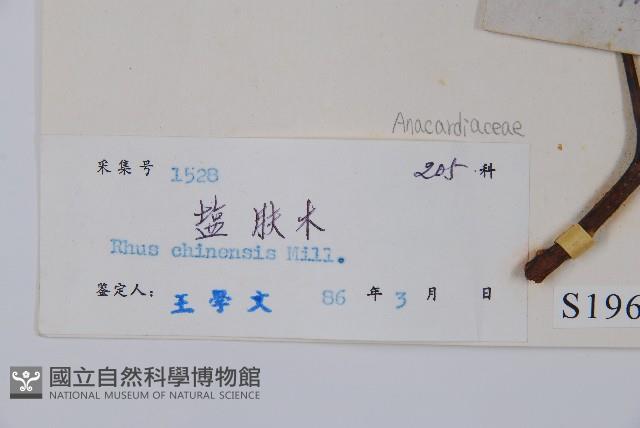 Anacardiaceae
采集号 1528 205 科
盐肤木
Rhus chinensis Mill.
鉴定人: 王學文 86 年 3 月 日
S196
國立自然科學博物館
NATIONAL MUSEUM OF NATURAL SCIENCE